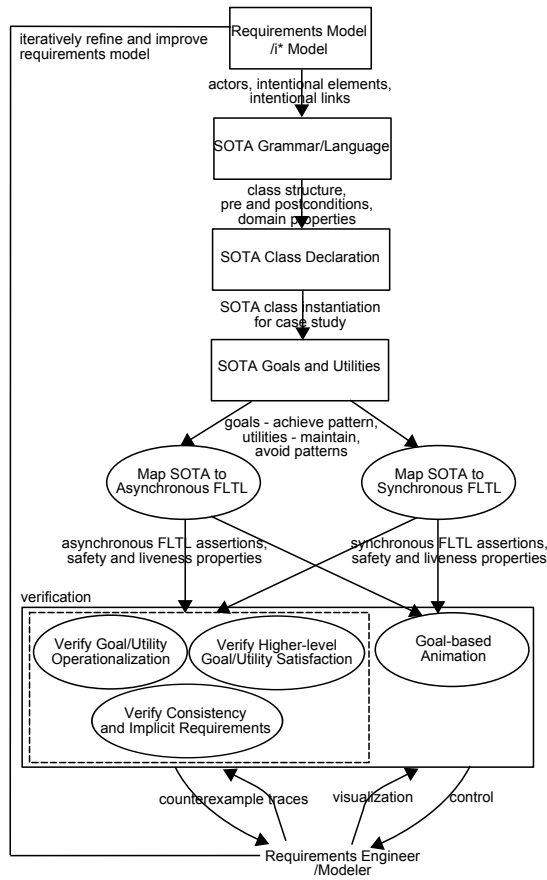 iteratively refine and improve
requirements model
Requirements Model
/i* Model
actors, intentional elements,
intentional links
SOTA Grammar/Language
class structure,
pre and postconditions,
domain properties
SOTA Class Declaration
SOTA class instantiation
for case study
SOTA Goals and Utilities
goals - achieve pattern,
utilities - maintain,
avoid patterns
Map SOTA to
Asynchronous FLTL
Map SOTA to
Synchronous FLTL
asynchronous FLTL assertions,
safety and liveness properties
synchronous FLTL assertions,
safety and liveness properties
verification
Verify Goal/Utility
Operationalization
Verify Higher-level
Goal/Utility Satisfaction
Goal-based
Animation
Verify Consistency
and Implicit Requirements
counterexample traces
visualization
control
Requirements Engineer
/Modeler